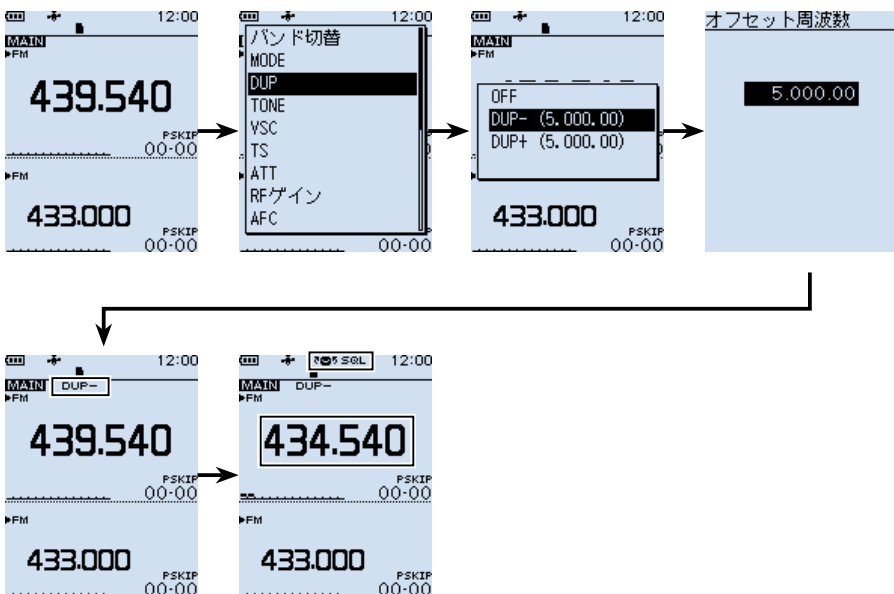 12:00
MAIN
FM
439.540
PSKIP
00-00
FM
433.000
PSKIP
00-00
12:00
バンド切替
MODE
DUP
TONE
VSC
TS
ATT
RFゲイン
AFC
00-00
12:00
MAIN
FM
OFF
DUP- (5.000.00)
DUP+ (5.000.00)
433.000
PSKIP
00-00
オフセット周波数
5.000.00
12:00
MAIN DUP-
FM
439.540
PSKIP
00-00
FM
433.000
PSKIP
00-00
SQL 12:00
MAIN DUP-
FM
434.540
PSKIP
00-00
FM
433.000
PSKIP
00-00